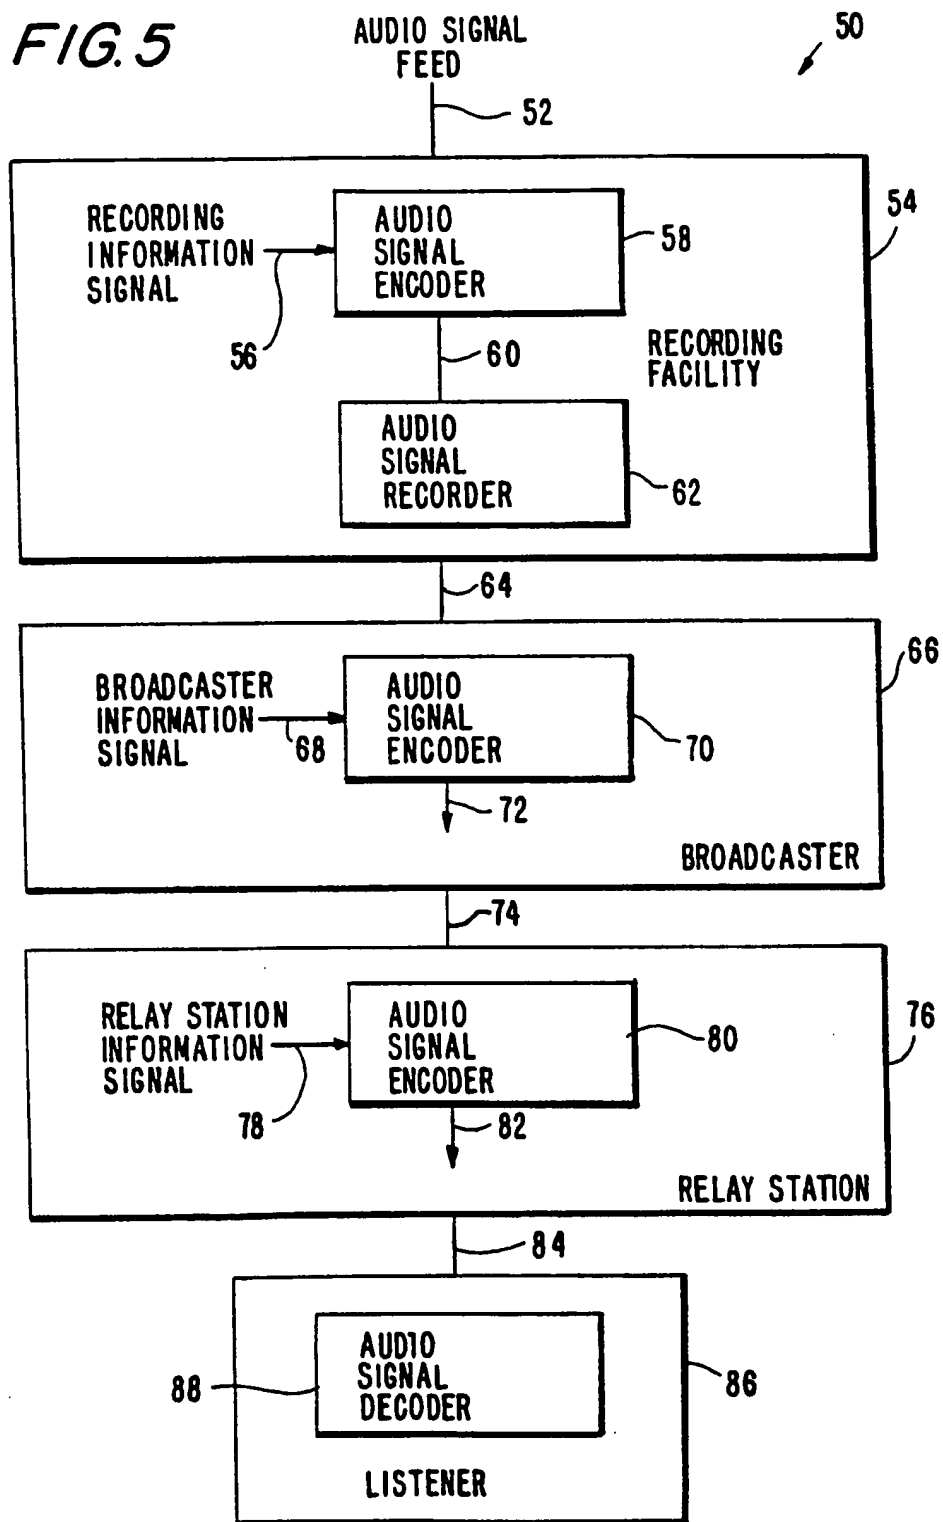 FIG. 5
AUDIO SIGNAL
FEED
50
52
54
RECORDING
INFORMATION
SIGNAL
56
AUDIO
SIGNAL
ENCODER
58
60
RECORDING
FACILITY
AUDIO
SIGNAL
RECORDER
62
64
66
BROADCASTER
INFORMATION
SIGNAL
68
AUDIO
SIGNAL
ENCODER
70
72
BROADCASTER
74
76
RELAY STATION
INFORMATION
SIGNAL
78
AUDIO
SIGNAL
ENCODER
80
82
RELAY STATION
84
86
88
AUDIO
SIGNAL
DECODER
LISTENER